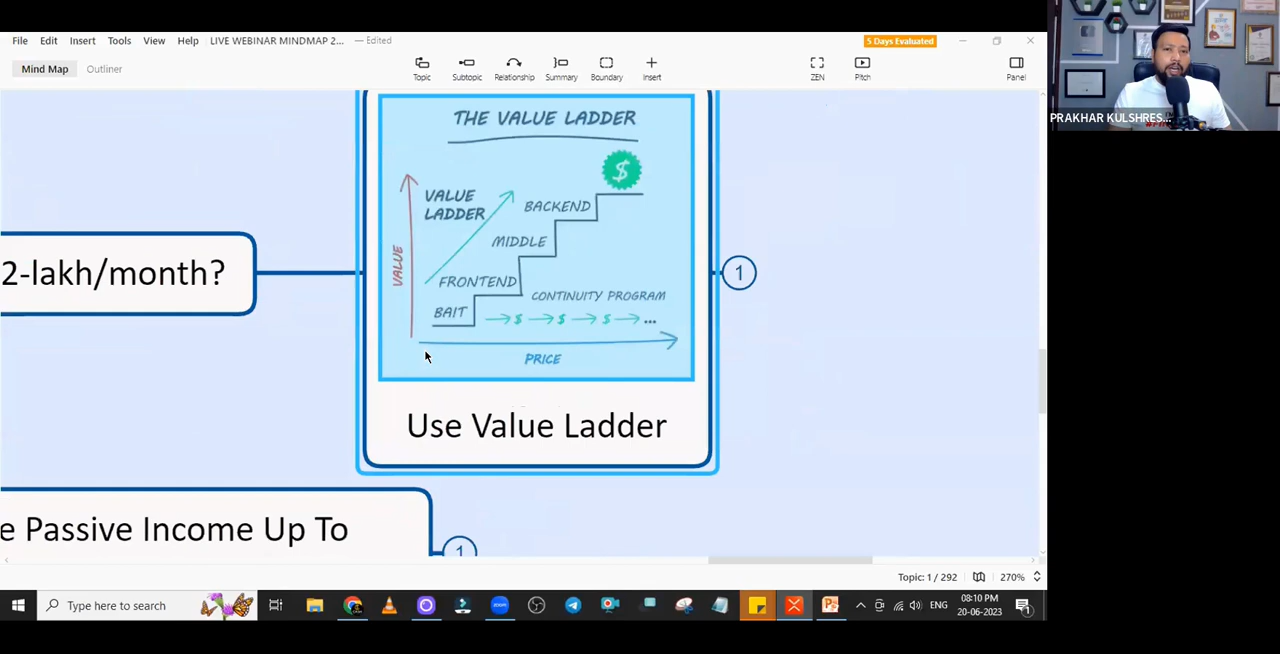 File Edit Insert Tools View Help LIVE WEBINAR MINDMAP 2... — Edited
5 Days Evaluated
Mind Map Outliner
Topic Subtopic Relationship Summary Boundary Insert ZEN Pitch Panel
PRAKHAR KULSHRES...
THE VALUE LADDER
$
VALUE
LADDER
BACKEND
MIDDLE
VALUE
FRONTEND
CONTINUITY PROGRAM
BAIT
$ $ $ ...
PRICE
2-lakh/month?
1
Use Value Ladder
e Passive Income Up To
1
Topic: 1 / 292 270%
Type here to search
ENG
08:10 PM
20-06-2023
1